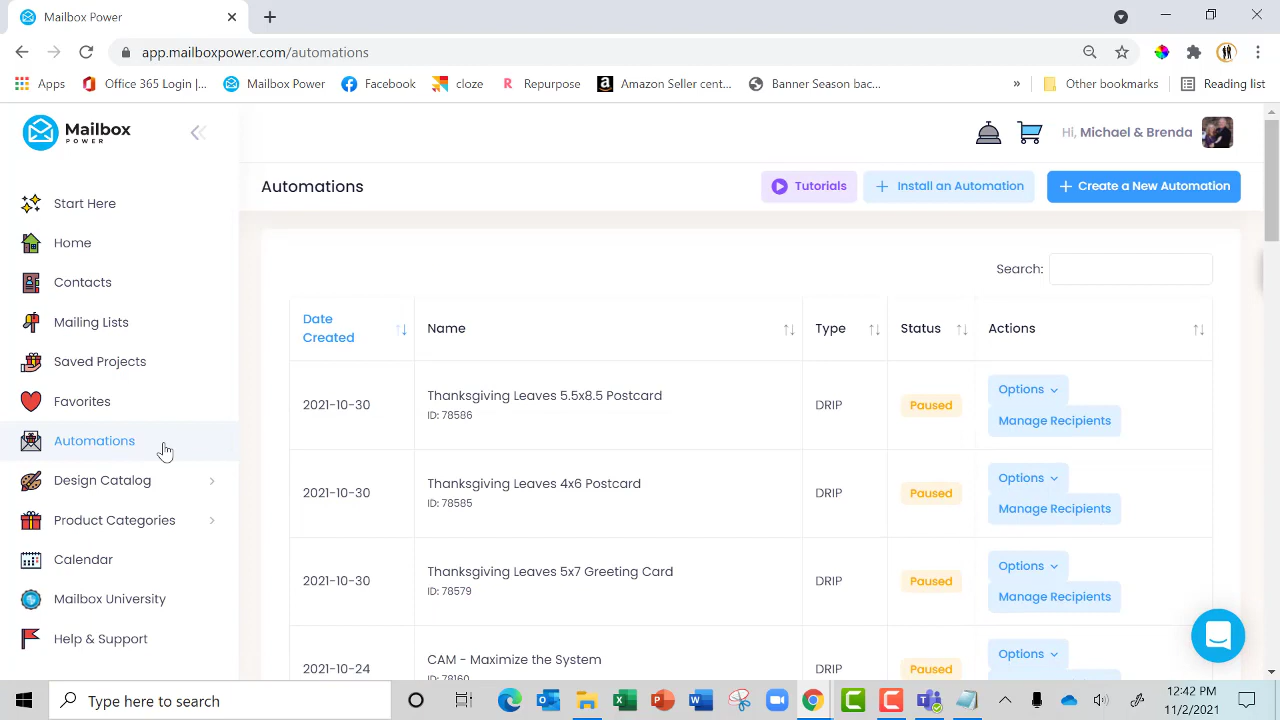 Mailbox Power
app.mailboxpower.com/automations
Apps
Office 365 Login |...
Mailbox Power
Facebook
cloze
Repurpose
Amazon Seller cent...
Banner Season bac...
»
Other bookmarks
Reading list
Mailbox
POWER
Hi, Michael & Brenda
Automations
Tutorials
+ Install an Automation
+ Create a New Automation
Start Here
Home
Contacts
Mailing Lists
Saved Projects
Favorites
Automations
Design Catalog
Product Categories
Calendar
Mailbox University
Help & Support
Search:
Date
Created
Name
Type
Status
Actions
2021-10-30
Thanksgiving Leaves 5.5x8.5 Postcard
ID: 78586
DRIP
Paused
Options
Manage Recipients
2021-10-30
Thanksgiving Leaves 4x6 Postcard
ID: 78585
DRIP
Paused
Options
Manage Recipients
2021-10-30
Thanksgiving Leaves 5x7 Greeting Card
ID: 78579
DRIP
Paused
Options
Manage Recipients
2021-10-24
CAM - Maximize the System
ID: 78160
DRIP
Paused
Options
Type here to search
12:42 PM
11/2/2021